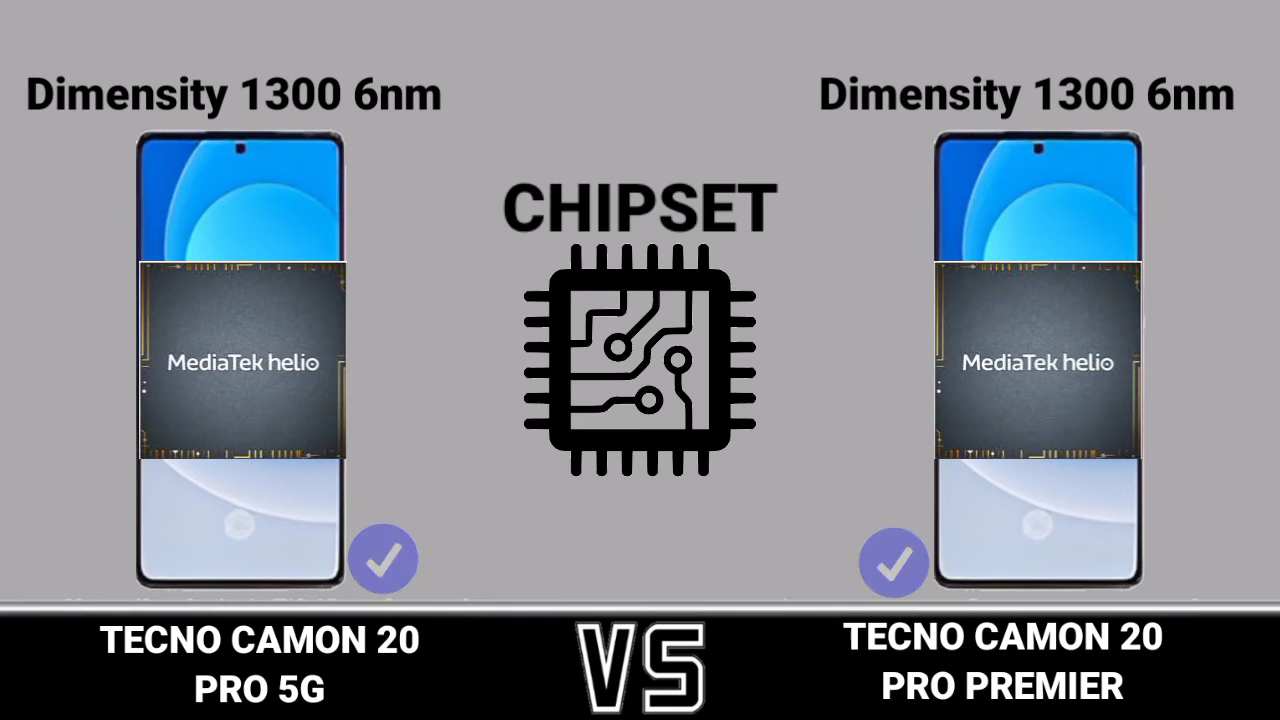 Dimensity 1300 6nm
Dimensity 1300 6nm
CHIPSET
MediaTek helio
MediaTek helio
TECNO CAMON 20
PRO 5G
VS
TECNO CAMON 20
PRO PREMIER